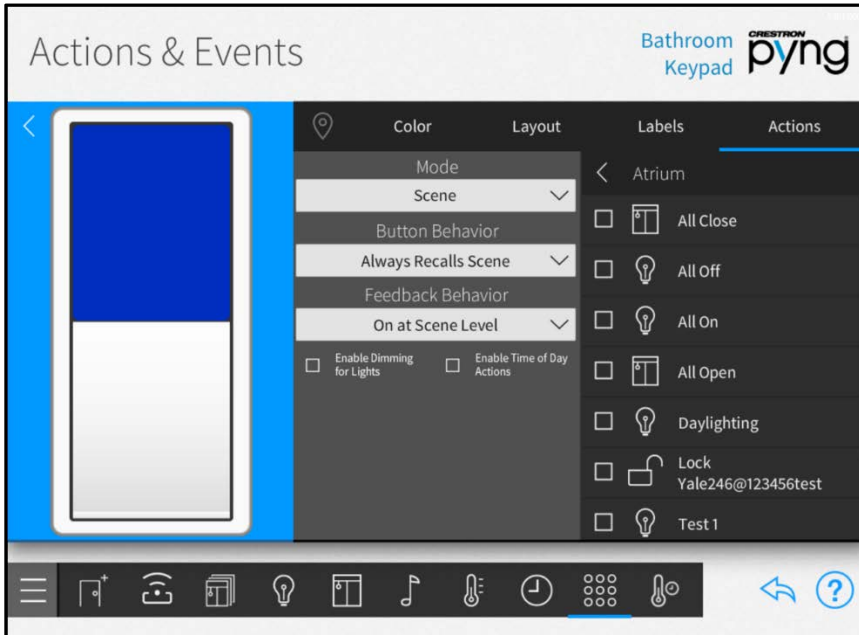 Actions & Events
Bathroom
Keypad
CRESTRON
pyng
Color
Layout
Labels
Actions
Mode
Scene
Button Behavior
Always Recalls Scene
Feedback Behavior
On at Scene Level
Enable Dimming
for Lights
Enable Time of Day
Actions
Atrium
All Close
All Off
All On
All Open
Daylighting
Lock
Yale246@123456test
Test 1
?